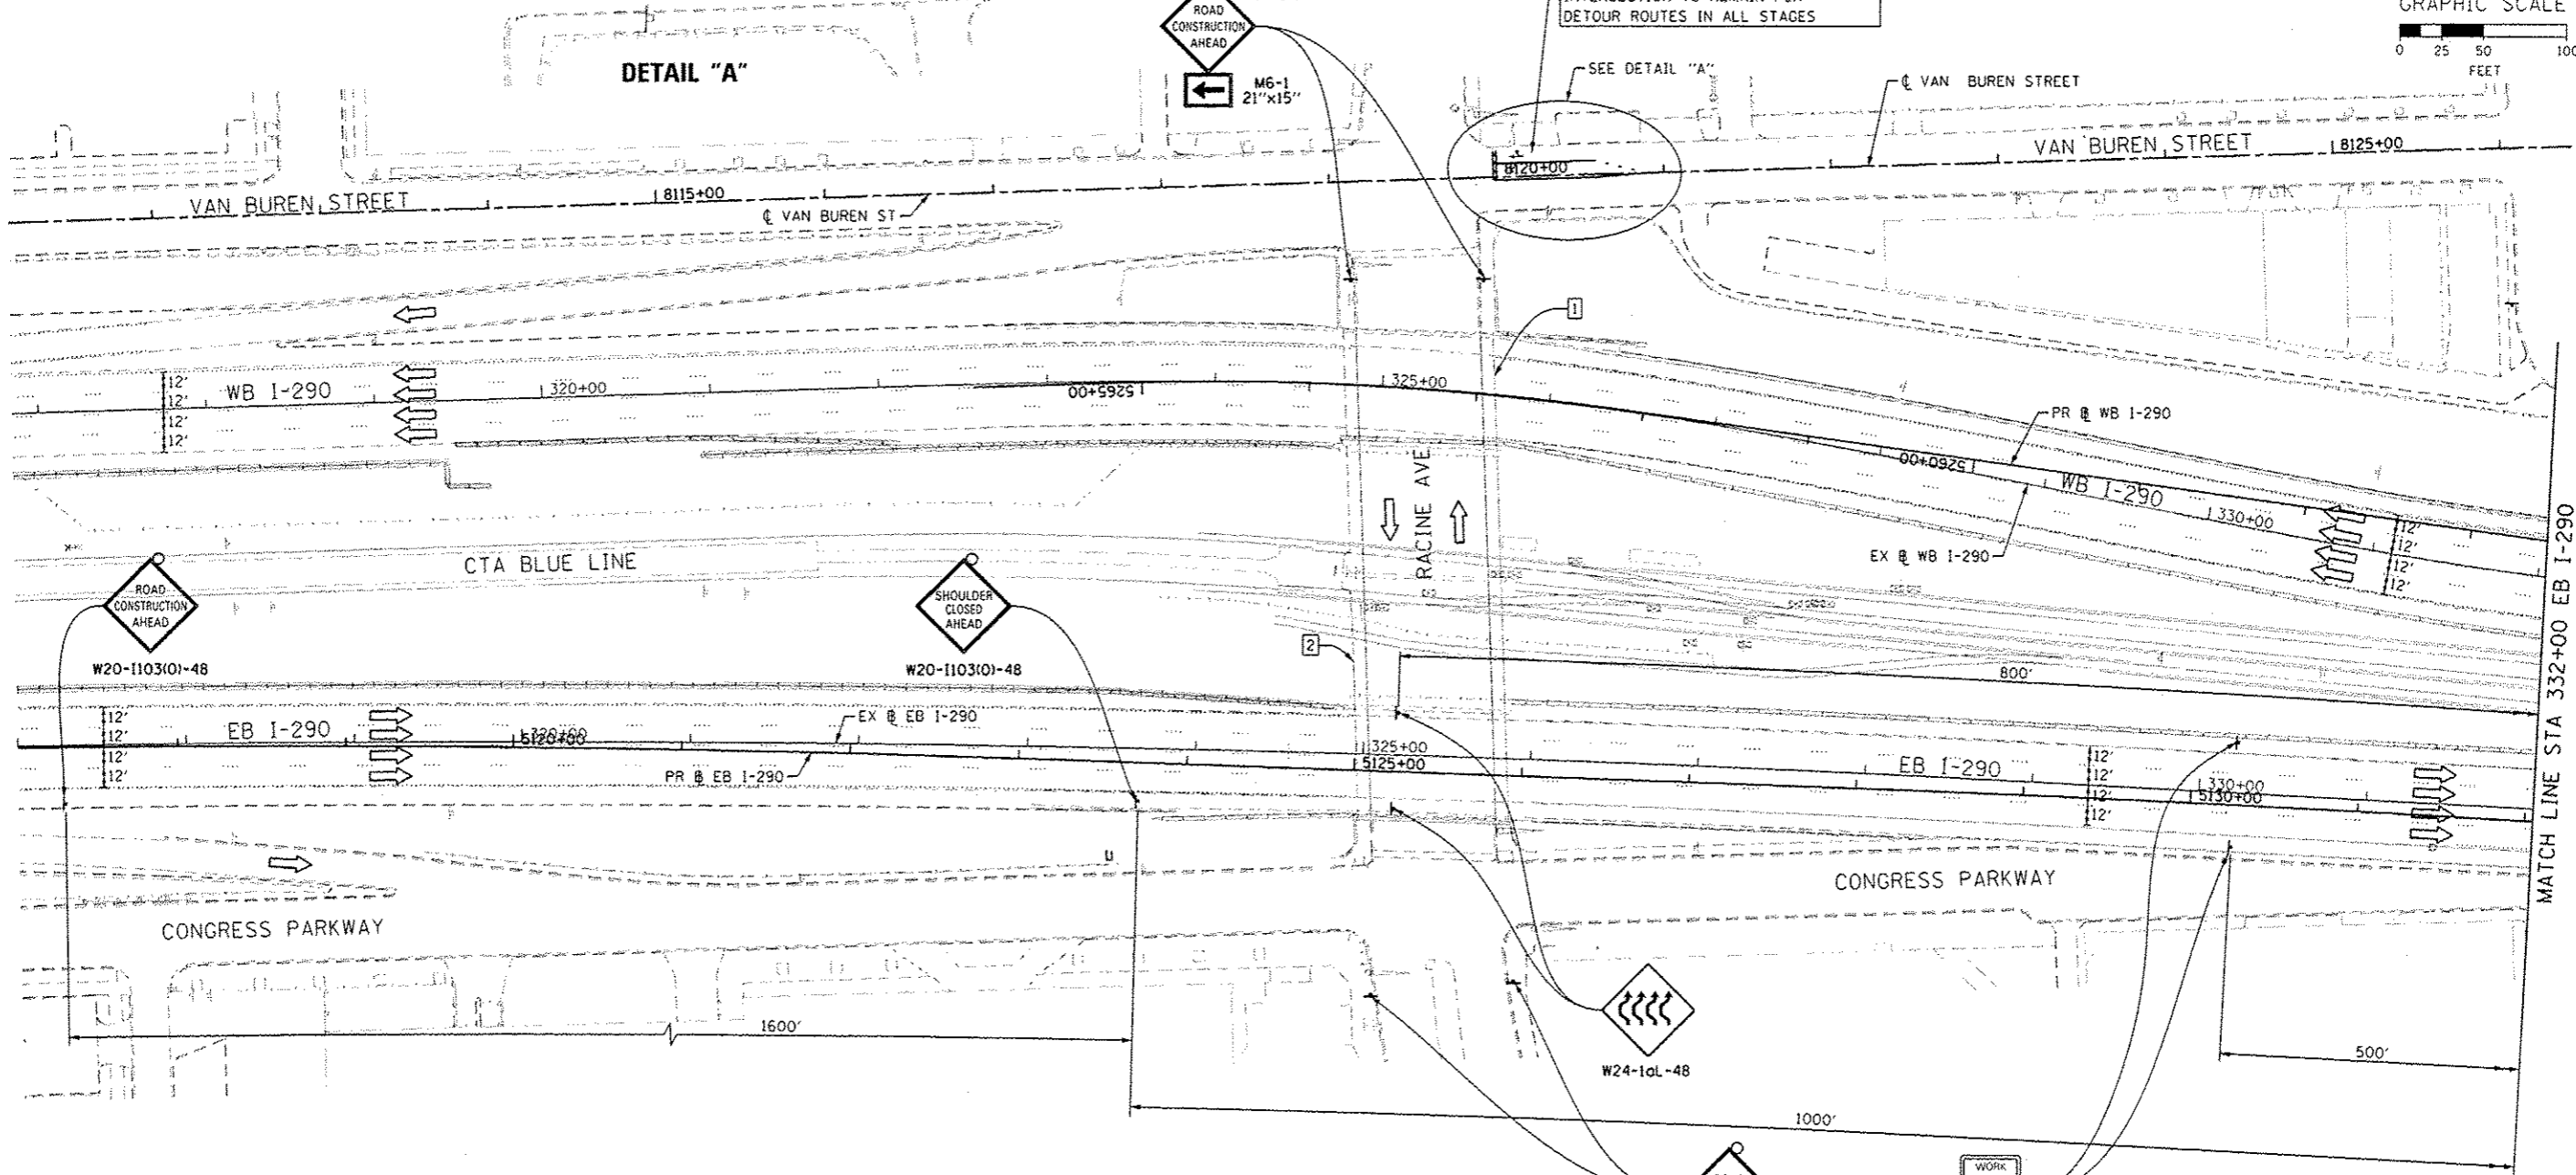 ROAD
CONSTRUCTION
AHEAD
DETOUR ROUTES IN ALL STAGES
GRAPHIC SCALE
0 25 50 100
FEET
DETAIL "A"
M6-1
21"x15"
SEE DETAIL "A"
℄ VAN BUREN STREET
VAN BUREN STREET
8115+00
℄ VAN BUREN ST
8120+00
VAN BUREN STREET
8125+00
1
12'
12'
12'
12'
WB I-290
320+00
5265+00
325+00
PR ℄ WB I-290
5260+00
WB I-290
330+00
EX ℄ WB I-290
12'
12'
12'
12'
S RACINE AVE
CTA BLUE LINE
ROAD
CONSTRUCTION
AHEAD
W20-I103(O)-48
SHOULDER
CLOSED
AHEAD
W20-I103(O)-48
2
800'
MATCH LINE STA 332+00 EB I-290
12'
12'
12'
12'
EB I-290
320+00
5120+00
EX ℄ EB I-290
PR ℄ EB I-290
325+00
5125+00
EB I-290
12'
12'
12'
12'
330+00
5130+00
CONGRESS PARKWAY
CONGRESS PARKWAY
1600'
W24-1aL-48
500'
1000'
WORK